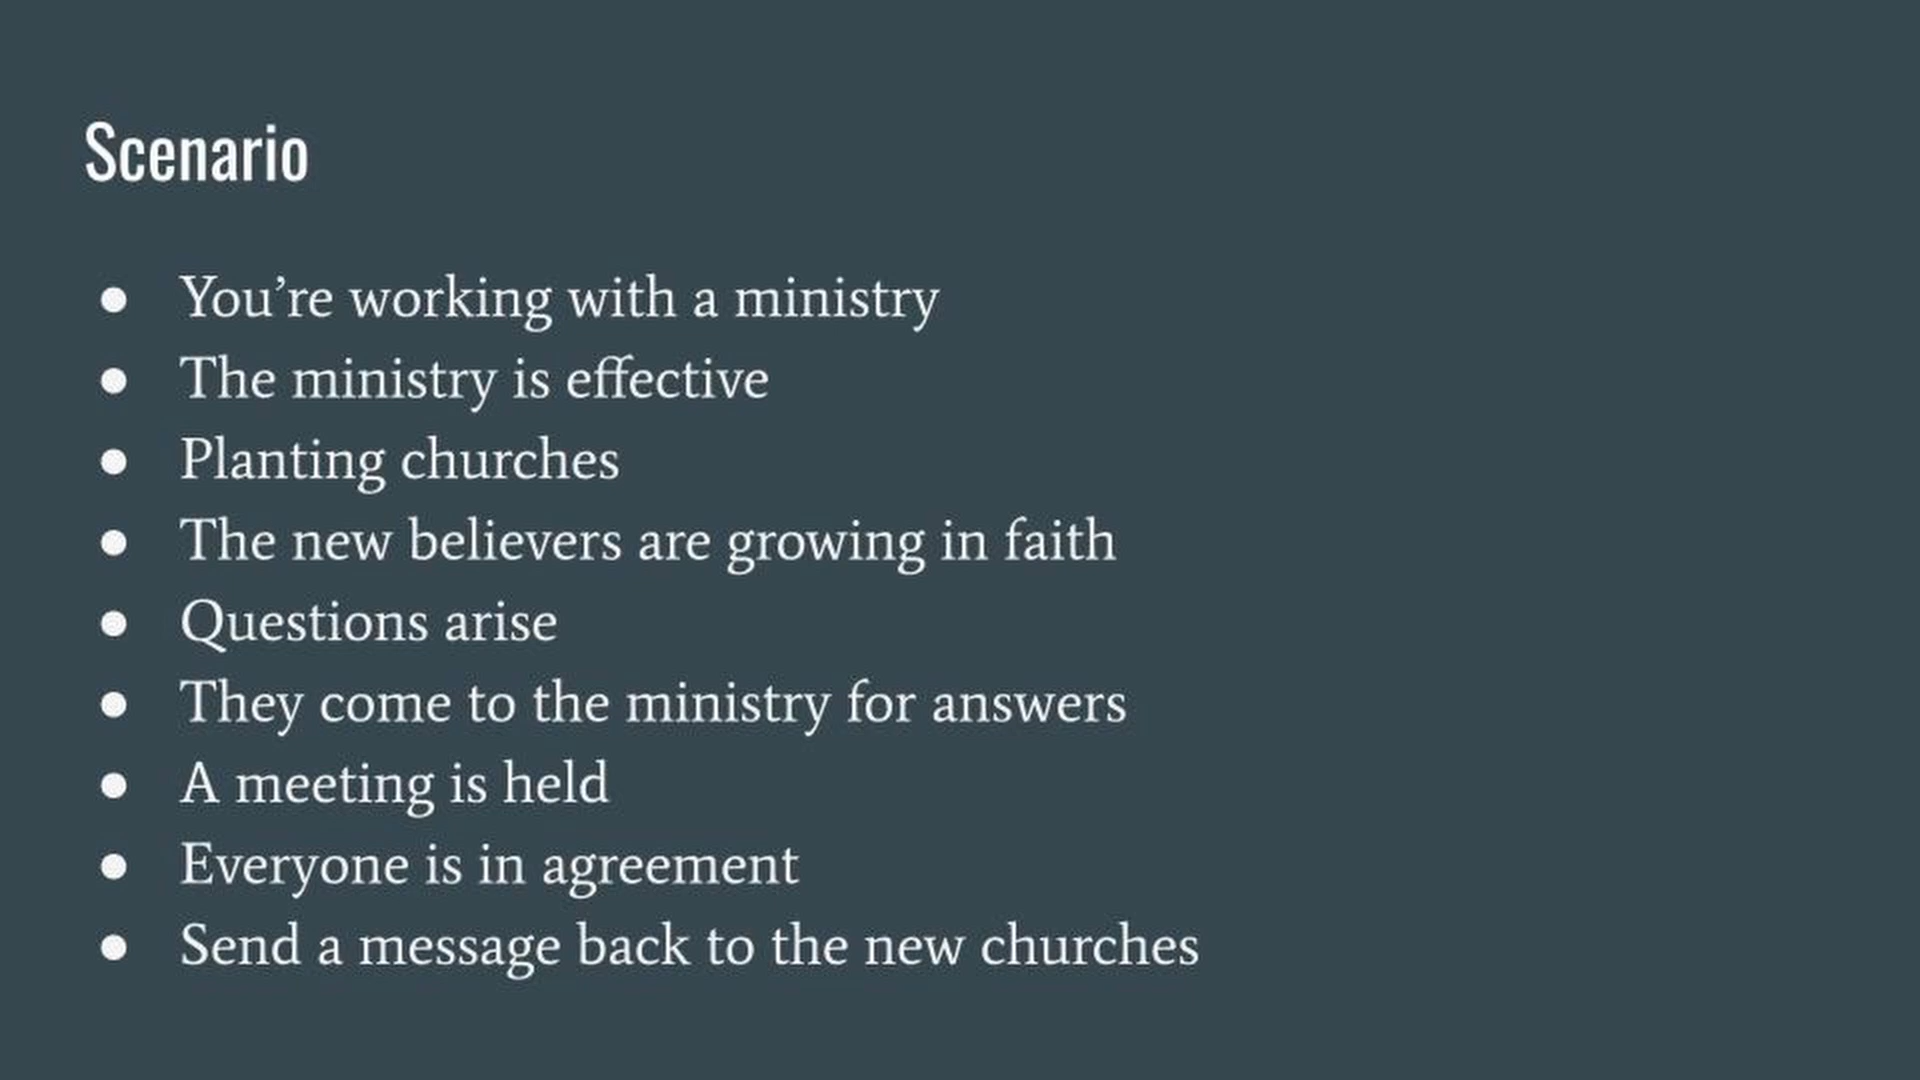 Scenario
● You’re working with a ministry
● The ministry is effective
● Planting churches
● The new believers are growing in faith
● Questions arise
● They come to the ministry for answers
● A meeting is held
● Everyone is in agreement
● Send a message back to the new churches